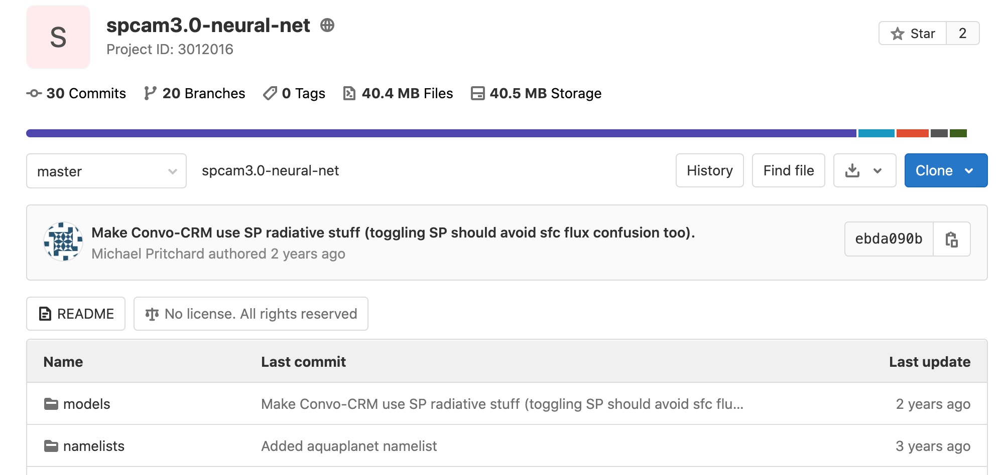 S
spcam3.0-neural-net
Project ID: 3012016
Star 2
30 Commits 20 Branches 0 Tags 40.4 MB Files 40.5 MB Storage
master spcam3.0-neural-net History Find file Clone
Make Convo-CRM use SP radiative stuff (toggling SP should avoid sfc flux confusion too).
Michael Pritchard authored 2 years ago
ebda090b
README No license. All rights reserved
Name Last commit Last update
models Make Convo-CRM use SP radiative stuff (toggling SP should avoid sfc flu... 2 years ago
namelists Added aquaplanet namelist 3 years ago